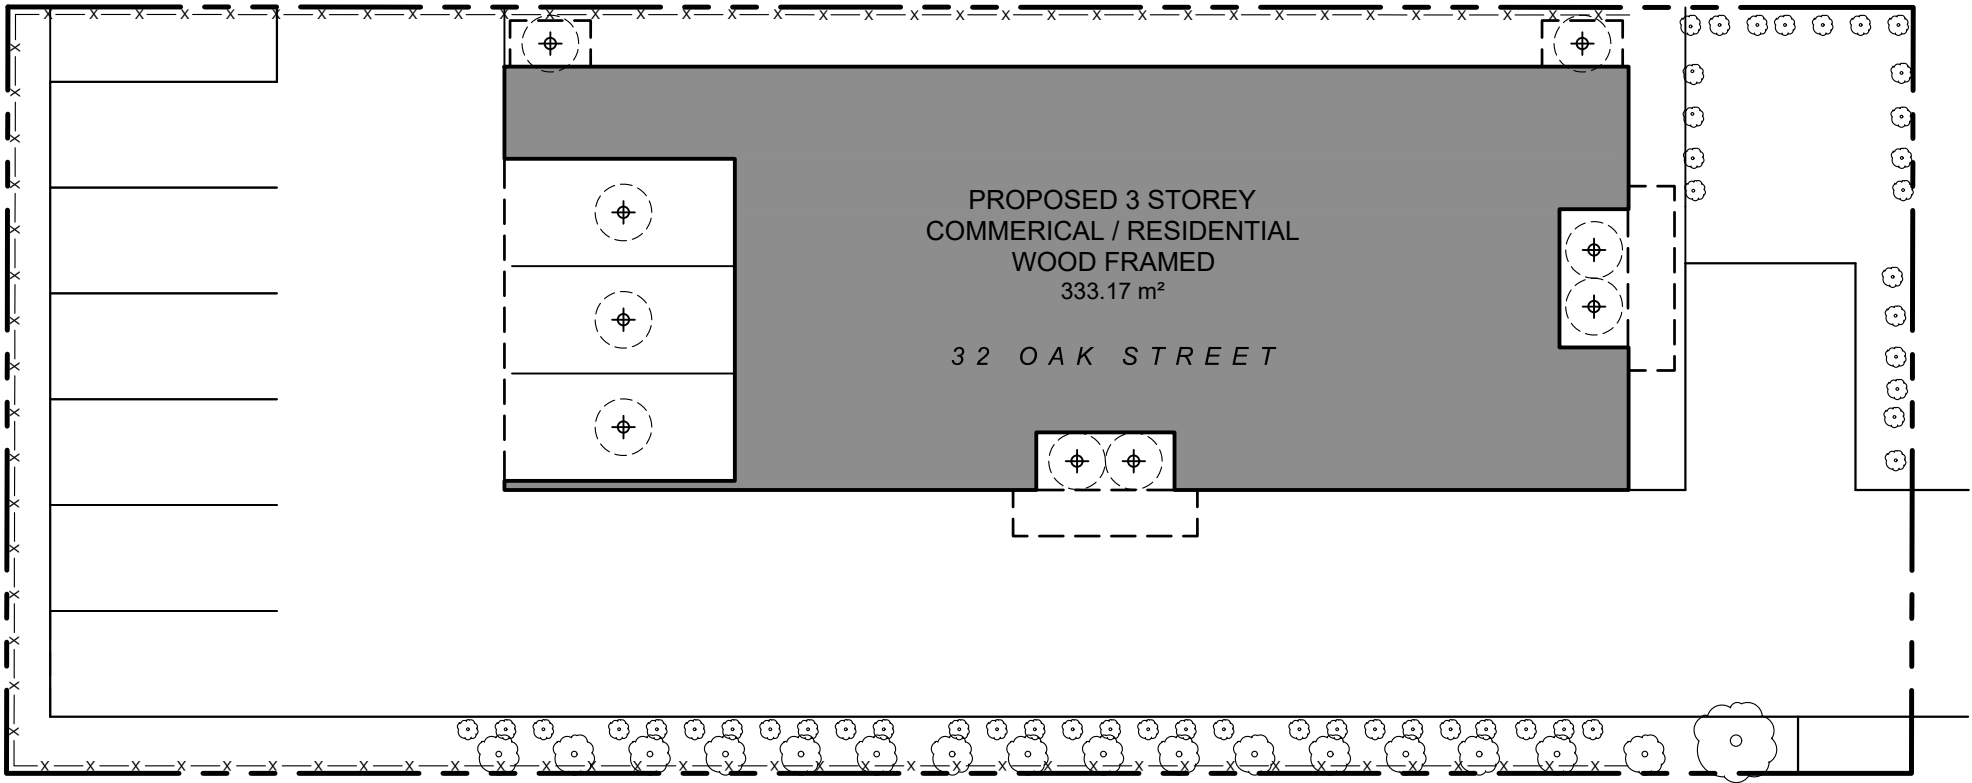 PROPOSED 3 STOREY
COMMERICAL / RESIDENTIAL
WOOD FRAMED
333.17 m²
32 OAK STREET